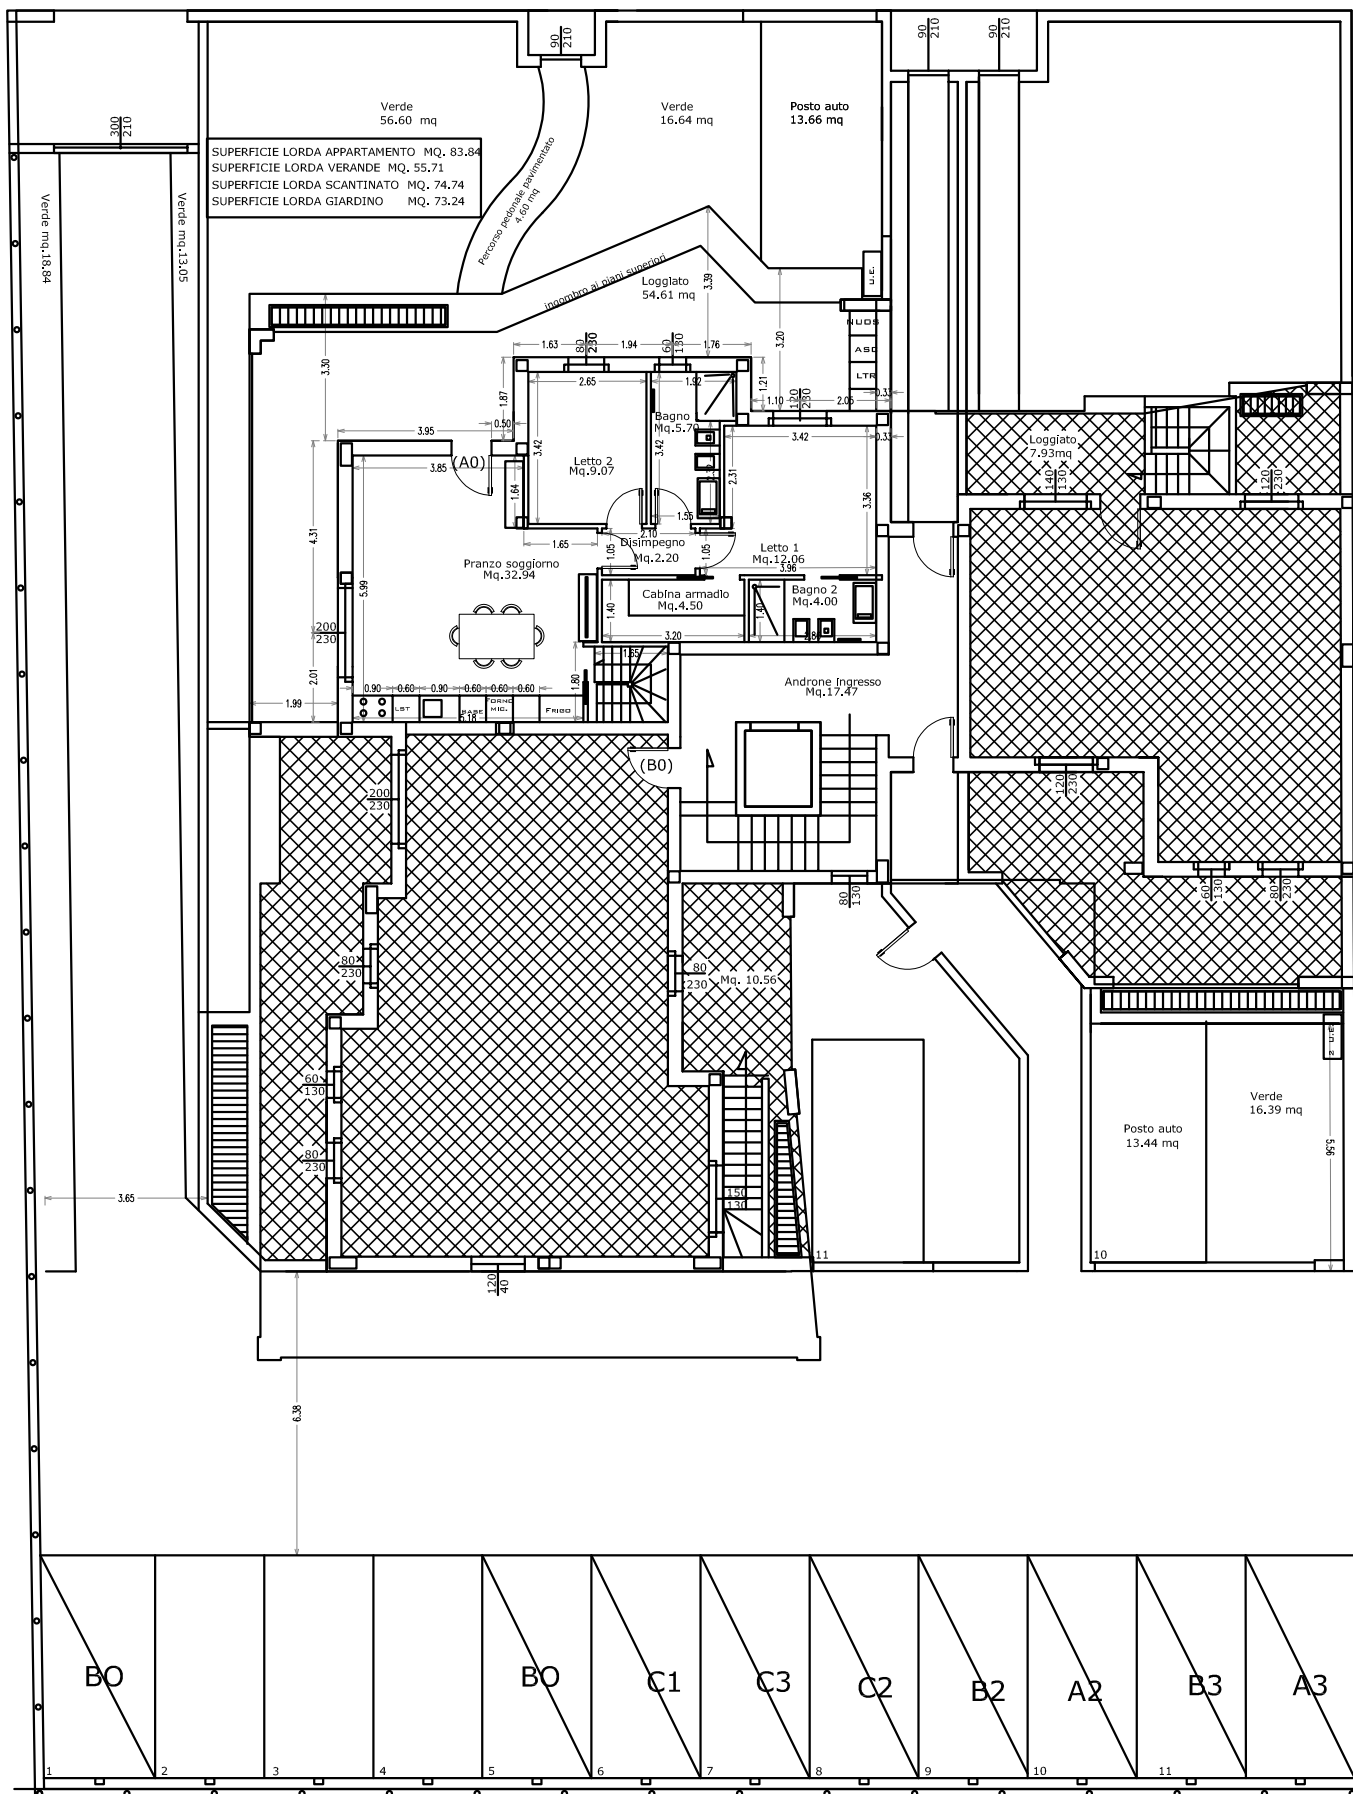 90
210
90
210
90
210
Verde
56.60 mq
Verde
16.64 mq
Posto auto
13.66 mq
300
210
SUPERFICIE LORDA APPARTAMENTO MQ. 83.84
SUPERFICIE LORDA VERANDE MQ. 55.71
SUPERFICIE LORDA SCANTINATO MQ. 74.74
SUPERFICIE LORDA GIARDINO MQ. 73.24
Verde mq.18.84
Verde mq.13.05
Percorso pedonale pavimentato
4.60 mq
ingombro ai piani superiori
Loggiato
54.61 mq
3.39
3.20
U.E.
3.30
1.63
80
230
1.94
60
130
1.76
1.21
NUOS
ASC
LTR
0.33
1.87
2.65
1.92
1.10
120
230
2.05
0.50
3.95
3.42
3.42
Bagno
Mq.5.70
3.42
0.33
3.85
(A0)
Letto 2
Mq.9.07
2.31
3.36
1.64
4.31
1.55
1.65
2.10
Disimpegno
Mq.2.20
1.05
1.05
Letto 1
Mq.12.06
3.96
Pranzo soggiorno
Mq.32.94
5.99
Cabina armadio
Mq.4.50
1.40
3.20
Bagno 2
Mq.4.00
1.40
2.86
200
230
2.01
1.99
1.65
1.80
0.90
0.60
0.90
0.60
0.60
0.60
LST
BASE
FORNO
MIC.
FRIGO
5.18
Androne ingresso
Mq.17.47
Loggiato
7.93mq
140
130
120
230
(B0)
200
230
120
230
80
130
60
130
80
230
80
230
80
230
Mq. 10.56
60
130
80
230
150
130
120
40
11
2 U.E.
Verde
16.39 mq
Posto auto
13.44 mq
5.56
10
3.65
6.38
BO
BO
C1
C3
C2
B2
A2
B3
A3
1
2
3
4
5
6
7
8
9
10
11